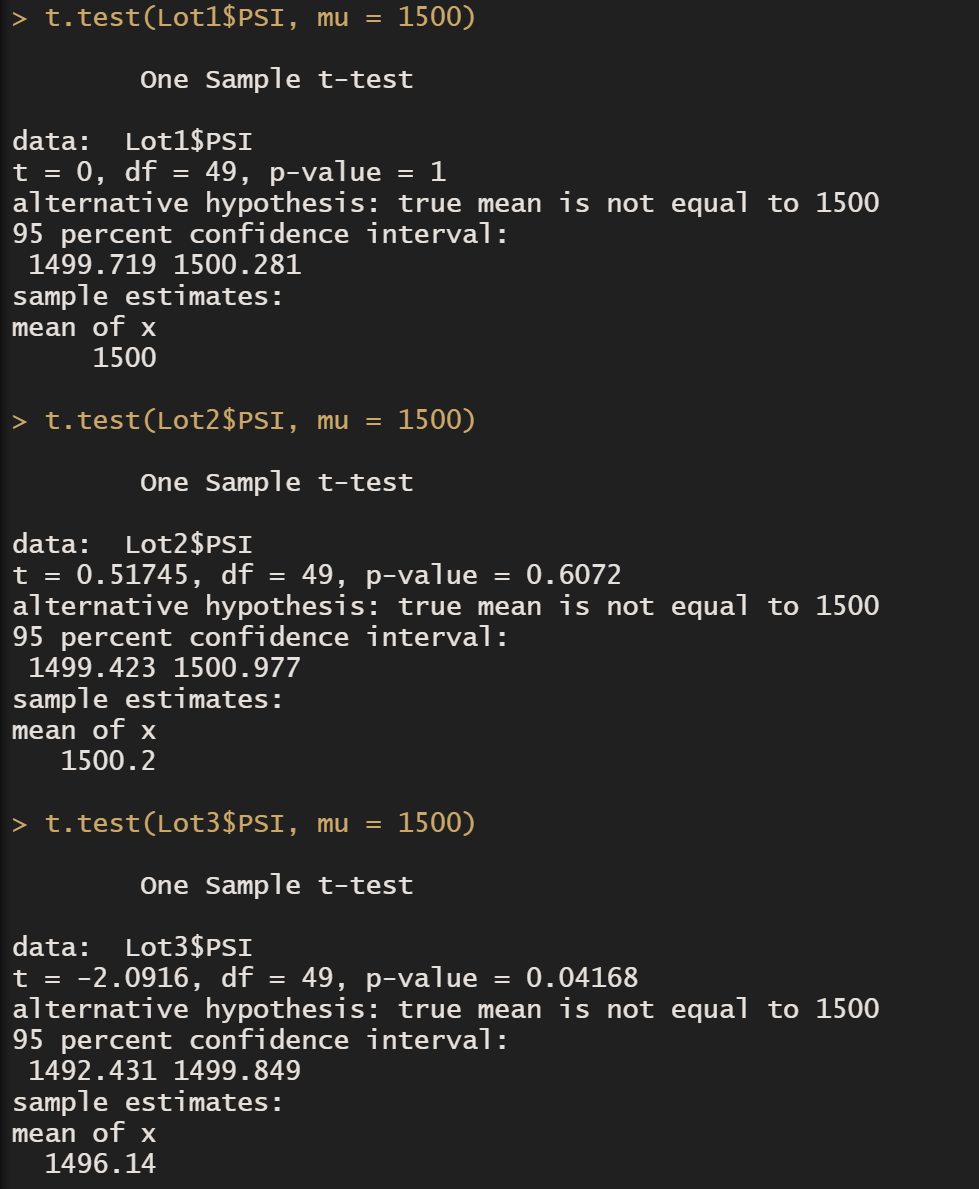 > t.test(Lot1$PSI, mu = 1500)
One Sample t-test
data:  Lot1$PSI
t = 0, df = 49, p-value = 1
alternative hypothesis: true mean is not equal to 1500
95 percent confidence interval:
1499.719 1500.281
sample estimates:
mean of x
1500
> t.test(Lot2$PSI, mu = 1500)
One Sample t-test
data:  Lot2$PSI
t = 0.51745, df = 49, p-value = 0.6072
alternative hypothesis: true mean is not equal to 1500
95 percent confidence interval:
1499.423 1500.977
sample estimates:
mean of x
1500.2
> t.test(Lot3$PSI, mu = 1500)
One Sample t-test
data:  Lot3$PSI
t = -2.0916, df = 49, p-value = 0.04168
alternative hypothesis: true mean is not equal to 1500
95 percent confidence interval:
1492.431 1499.849
sample estimates:
mean of x
1496.14